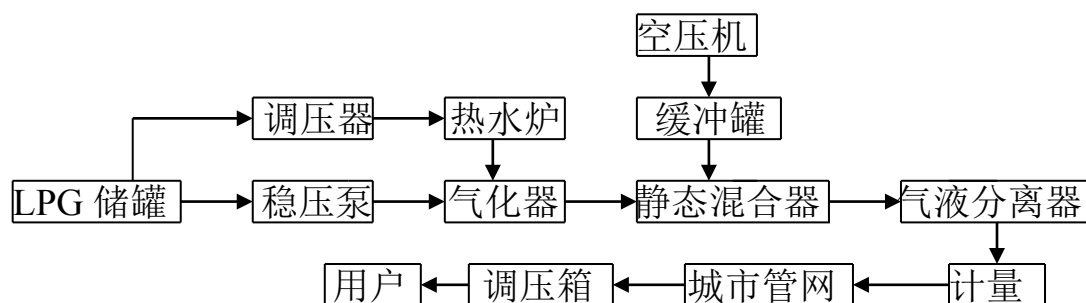 空压机
调压器
热水炉
缓冲罐
LPG 储罐
稳压泵
气化器
静态混合器
气液分离器
用户
调压箱
城市管网
计量